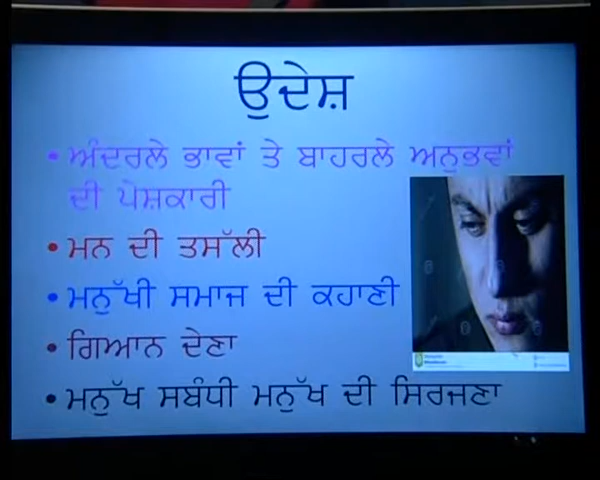 ਉਦੇਸ਼
• ਅੰਦਰਲੇ ਭਾਵਾਂ ਤੇ ਬਾਹਰਲੇ ਅਨੁਭਵਾਂ
ਦੀ ਪੇਸ਼ਕਾਰੀ
• ਮਨ ਦੀ ਤਸੱਲੀ
• ਮਨੁੱਖੀ ਸਮਾਜ ਦੀ ਕਹਾਣੀ
• ਗਿਆਨ ਦੇਣਾ
• ਮਨੁੱਖ ਸਬੰਧੀ ਮਨੁੱਖ ਦੀ ਸਿਰਜਣਾ